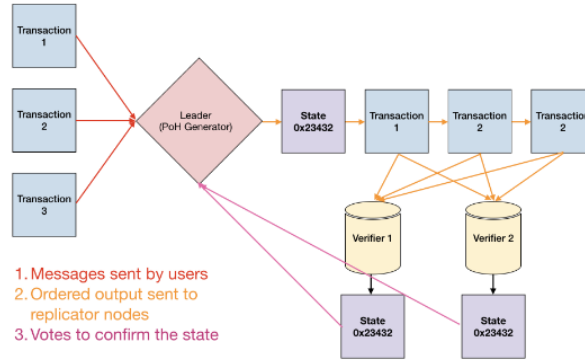 Transaction
1
Transaction
2
Transaction
3
Leader
(PoH Generator)
State
0x23432
Transaction
1
Transaction
2
Transaction
2
Verifier 1
Verifier 2
State
0x23432
State
0x23432
1. Messages sent by users
2. Ordered output sent to
replicator nodes
3. Votes to confirm the state